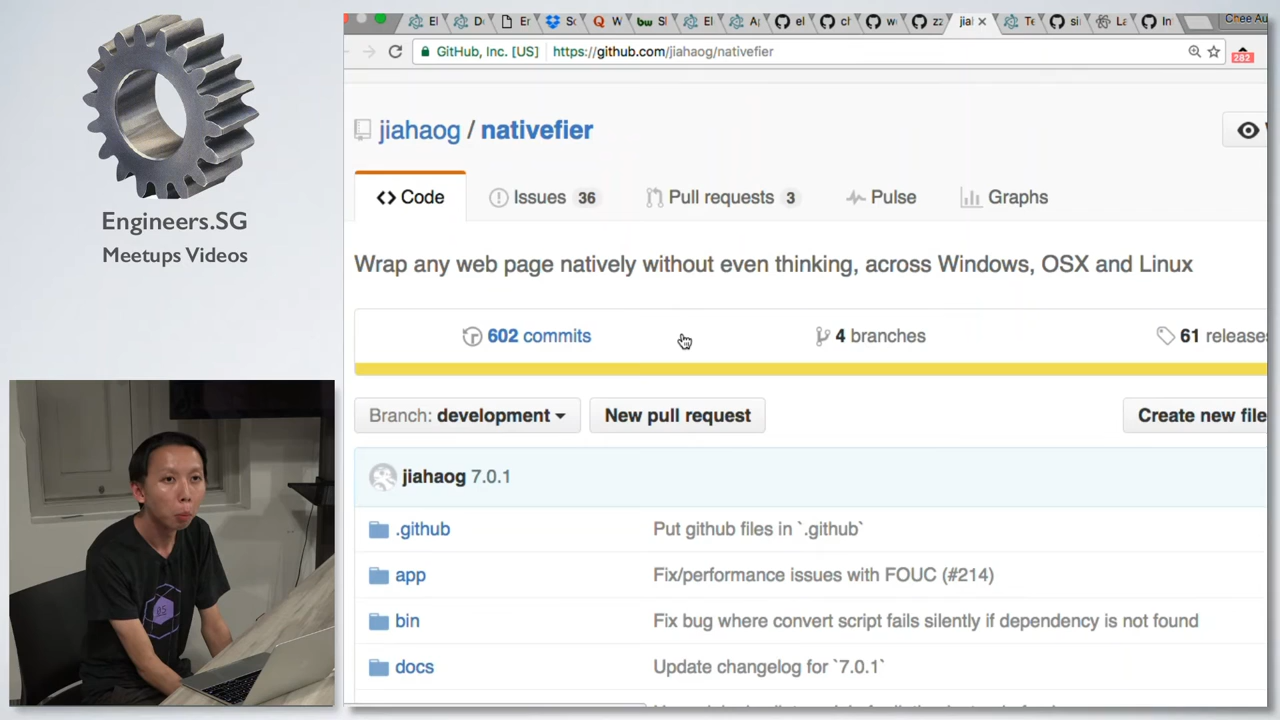 Engineers.SG
Meetups Videos
GitHub, Inc. [US] https://github.com/jiahaog/nativefier
282
jiahaog / nativefier
Code Issues 36 Pull requests 3 Pulse Graphs
Wrap any web page natively without even thinking, across Windows, OSX and Linux
602 commits 4 branches 61 releases
Branch: development New pull request Create new file
jiahaog 7.0.1
.github Put github files in `.github`
app Fix/performance issues with FOUC (#214)
bin Fix bug where convert script fails silently if dependency is not found
docs Update changelog for `7.0.1`